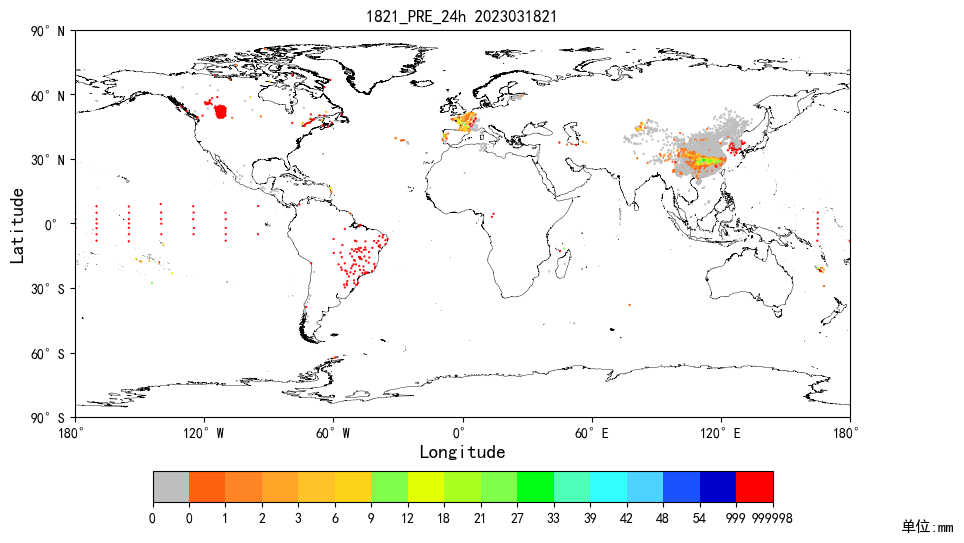 1821_PRE_24h 2023031821
90° N
60° N
30° N
0°
30° S
60° S
90° S
Latitude
180° 120° W 60° W 0° 60° E 120° E 180°
Longitude
0 0 1 2 3 6 9 12 18 21 27 33 39 42 48 54 999 999998
单位:mm